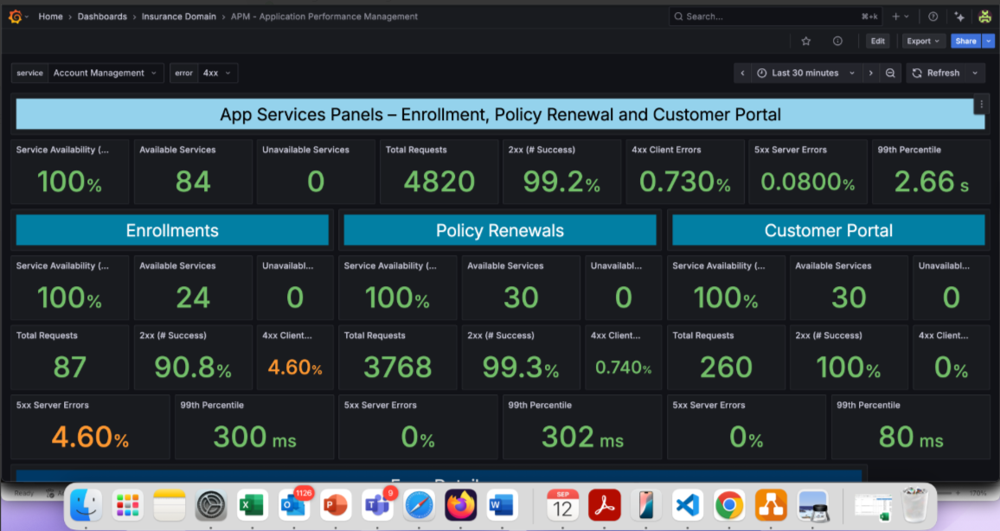 Home › Dashboards › Insurance Domain › APM - Application Performance Management
Search... ⌘+k
Edit Export Share
service Account Management error 4xx Last 30 minutes Refresh
App Services Panels – Enrollment, Policy Renewal and Customer Portal
Service Availability (... Available Services Unavailable Services Total Requests 2xx (# Success) 4xx Client Errors 5xx Server Errors 99th Percentile
100% 84 0 4820 99.2% 0.730% 0.0800% 2.66 s
Enrollments Policy Renewals Customer Portal
Service Availability (... Available Services Unavailabl... Service Availability (... Available Services Unavailabl... Service Availability (... Available Services Unavailabl...
100% 24 0 100% 30 0 100% 30 0
Total Requests 2xx (# Success) 4xx Client... Total Requests 2xx (# Success) 4xx Client... Total Requests 2xx (# Success) 4xx Client...
87 90.8% 4.60% 3768 99.3% 0.740% 260 100% 0%
5xx Server Errors 99th Percentile 5xx Server Errors 99th Percentile 5xx Server Errors 99th Percentile
4.60% 300 ms 0% 302 ms 0% 80 ms
Ready 170%
1126 9 SEP
X O P T W 12